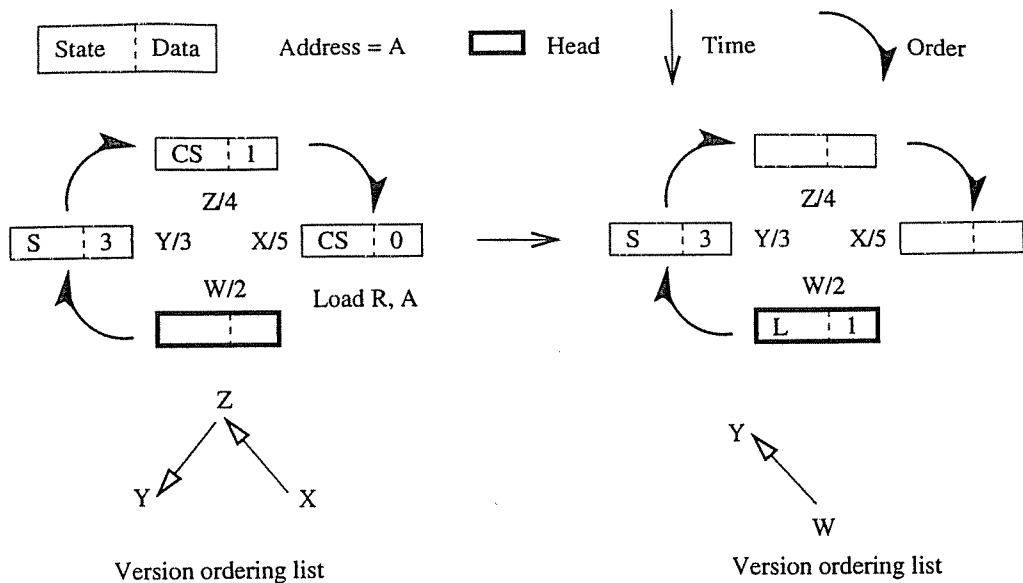 State Data Address = A Head Time Order
CS 1
Z/4
S 3 Y/3 X/5 CS 0
W/2
Load R, A
Z
Y X
Version ordering list
Z/4
S 3 Y/3 X/5
W/2
L 1
Y
W
Version ordering list